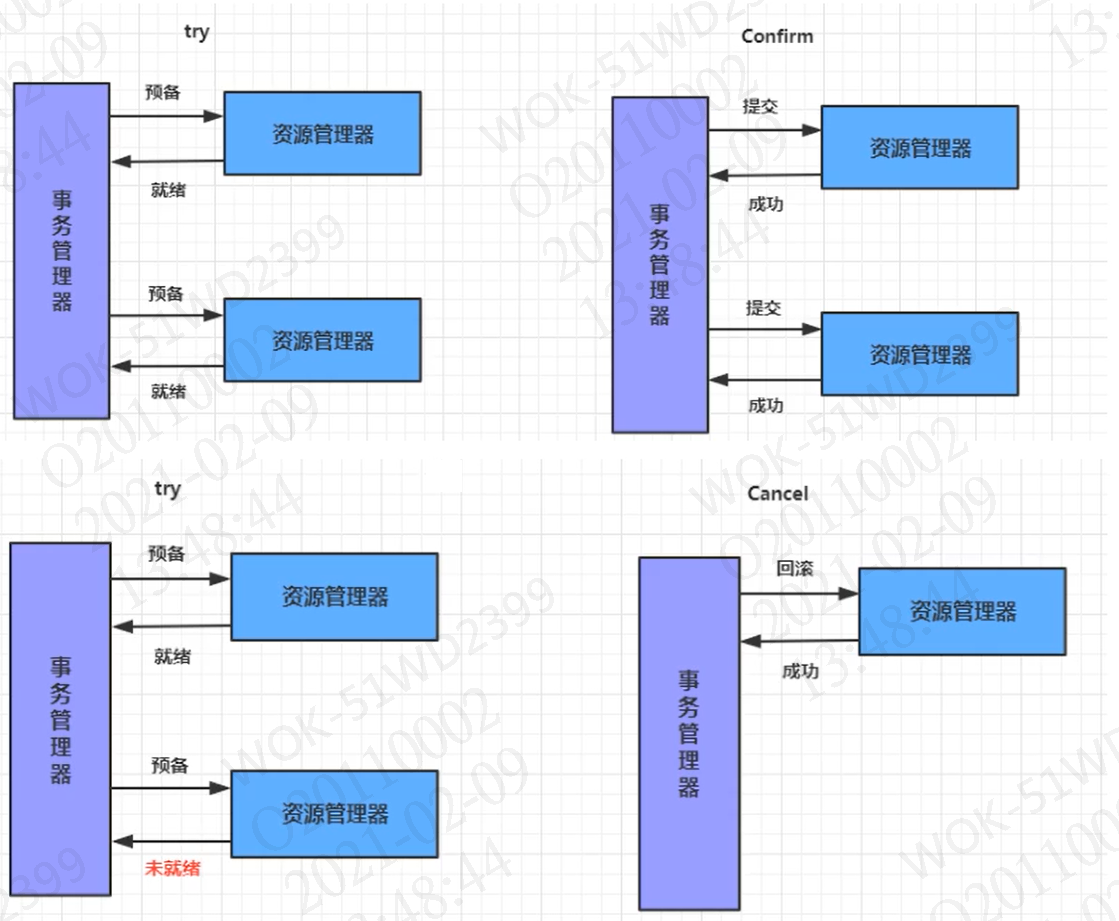 try
预备
资源管理器
就绪
事务管理器
预备
资源管理器
就绪
Confirm
提交
资源管理器
成功
事务管理器
提交
资源管理器
成功
try
预备
资源管理器
就绪
事务管理器
预备
资源管理器
未就绪
Cancel
回滚
资源管理器
成功
事务管理器
WOK-51WD2399
O20110002
2021-02-09
13:48:44